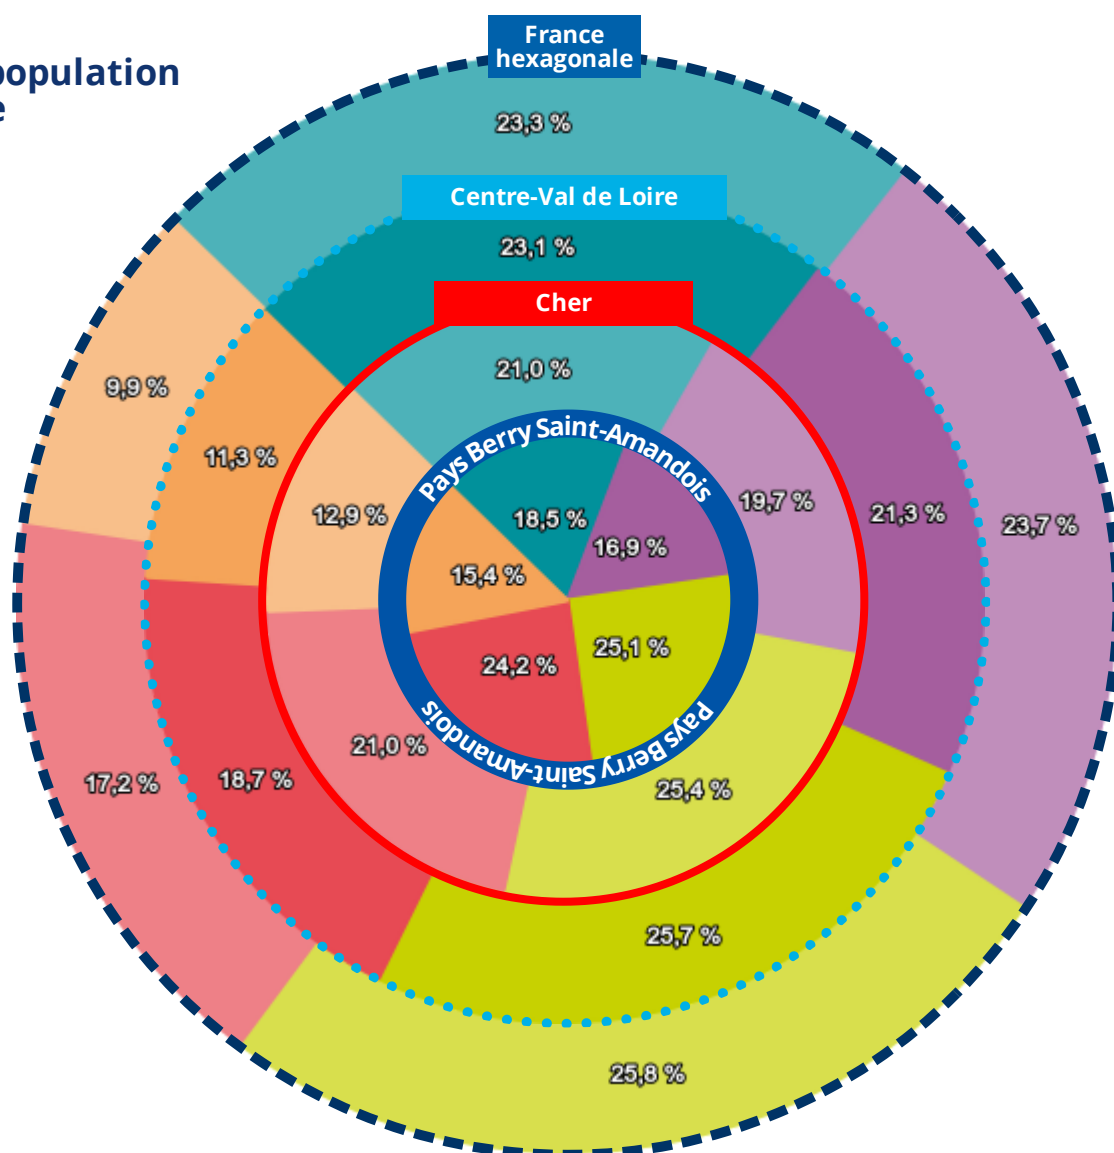 France
hexagonale
population
e
23,3 %
Centre-Val de Loire
23,1 %
Cher
21,0 %
9,9 %
11,3 %
12,9 %
Pays Berry Saint-Amandois
18,5 %
16,9 %
19,7 %
21,3 %
23,7 %
15,4 %
25,1 %
24,2 %
Pays Berry Saint-Amandois
21,0 %
18,7 %
17,2 %
25,4 %
25,7 %
25,8 %